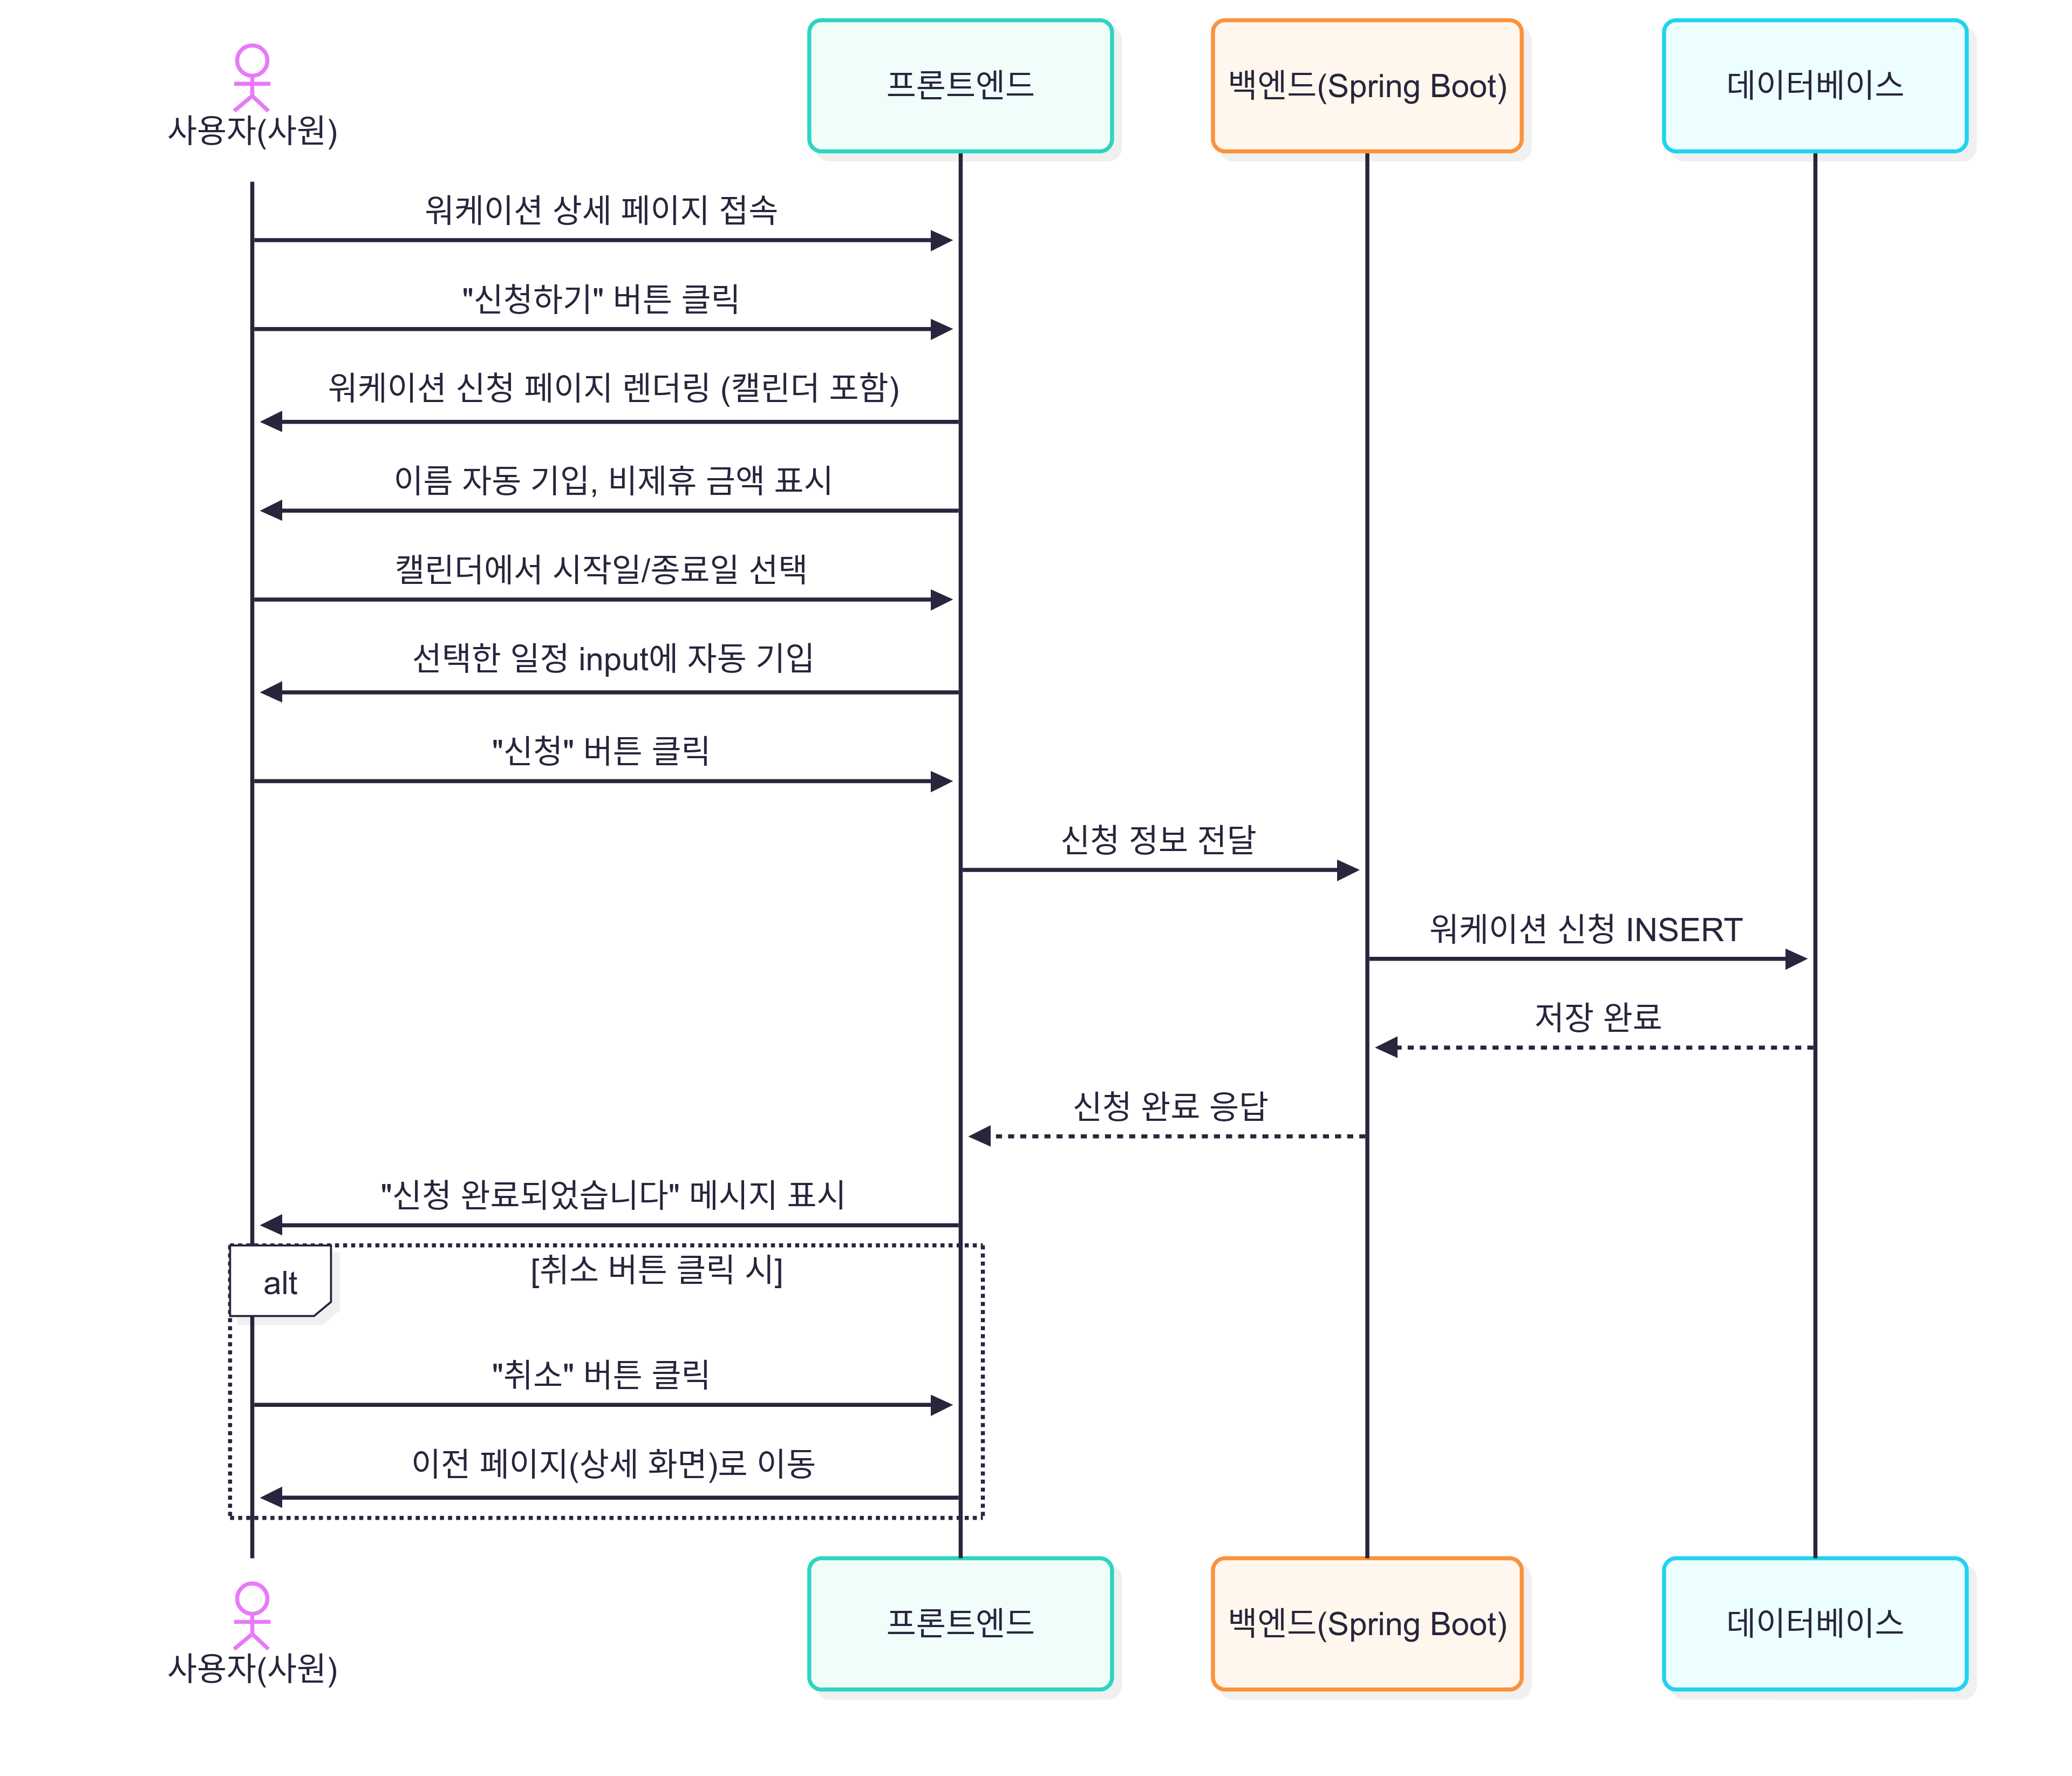 사용자(사원)
프론트엔드
백엔드(Spring Boot)
데이터베이스
워케이션 상세 페이지 접속
"신청하기" 버튼 클릭
워케이션 신청 페이지 렌더링 (캘린더 포함)
이름 자동 기입, 비제휴 금액 표시
캘린더에서 시작일/종료일 선택
선택한 일정 input에 자동 기입
"신청" 버튼 클릭
신청 정보 전달
워케이션 신청 INSERT
저장 완료
신청 완료 응답
"신청 완료되었습니다" 메시지 표시
alt
[취소 버튼 클릭 시]
"취소" 버튼 클릭
이전 페이지(상세 화면)로 이동
사용자(사원)
프론트엔드
백엔드(Spring Boot)
데이터베이스